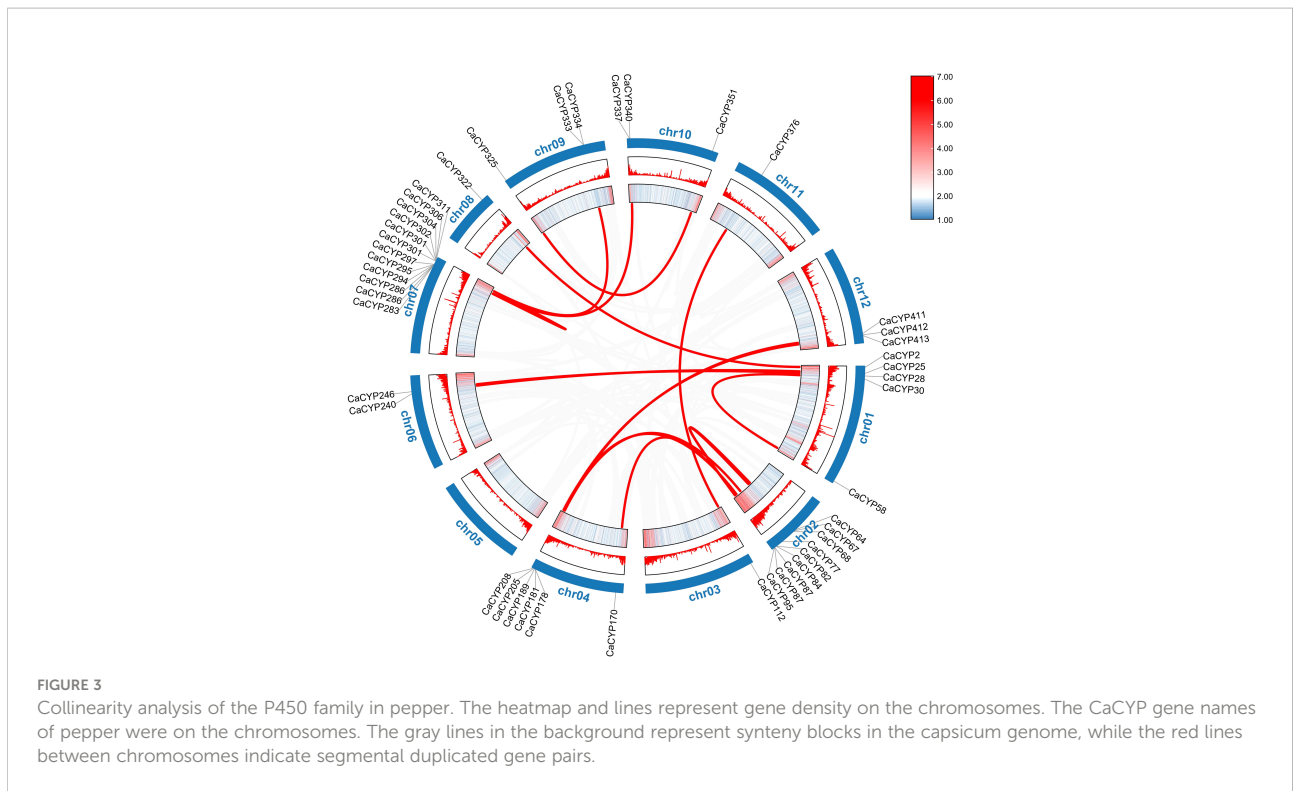 CaCYP337
CaCYP340
chr10
CaCYP351
CaCYP376
chr11
chr12
CaCYP411
CaCYP412
CaCYP413
CaCYP2
CaCYP25
CaCYP28
CaCYP30
chr01
CaCYP58
CaCYP64
CaCYP67
CaCYP68
chr02
CaCYP77
CaCYP82
CaCYP84
CaCYP87
CaCYP87
CaCYP95
CaCYP112
chr03
CaCYP170
chr04
CaCYP178
CaCYP181
CaCYP189
CaCYP205
CaCYP208
chr05
chr06
CaCYP240
CaCYP246
chr07
CaCYP283
CaCYP286
CaCYP286
CaCYP294
CaCYP295
CaCYP297
CaCYP301
CaCYP301
CaCYP302
CaCYP304
CaCYP306
CaCYP311
chr08
CaCYP322
CaCYP325
chr09
CaCYP333
CaCYP334
7.00
6.00
5.00
4.00
3.00
2.00
1.00
FIGURE 3
Collinearity analysis of the P450 family in pepper. The heatmap and lines represent gene density on the chromosomes. The CaCYP gene names
of pepper were on the chromosomes. The gray lines in the background represent synteny blocks in the capsicum genome, while the red lines
between chromosomes indicate segmental duplicated gene pairs.